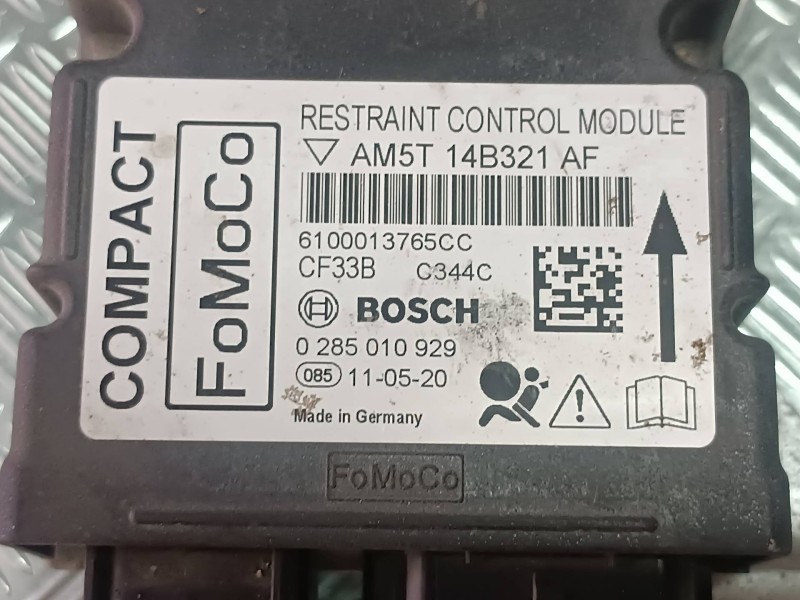 COMPACT
FoMoCo
RESTRAINT CONTROL MODULE
AM5T 14B321 AF
6100013765CC
CF33B C344C
BOSCH
0 285 010 929
085 11-05-20
Made in Germany
FoMoCo